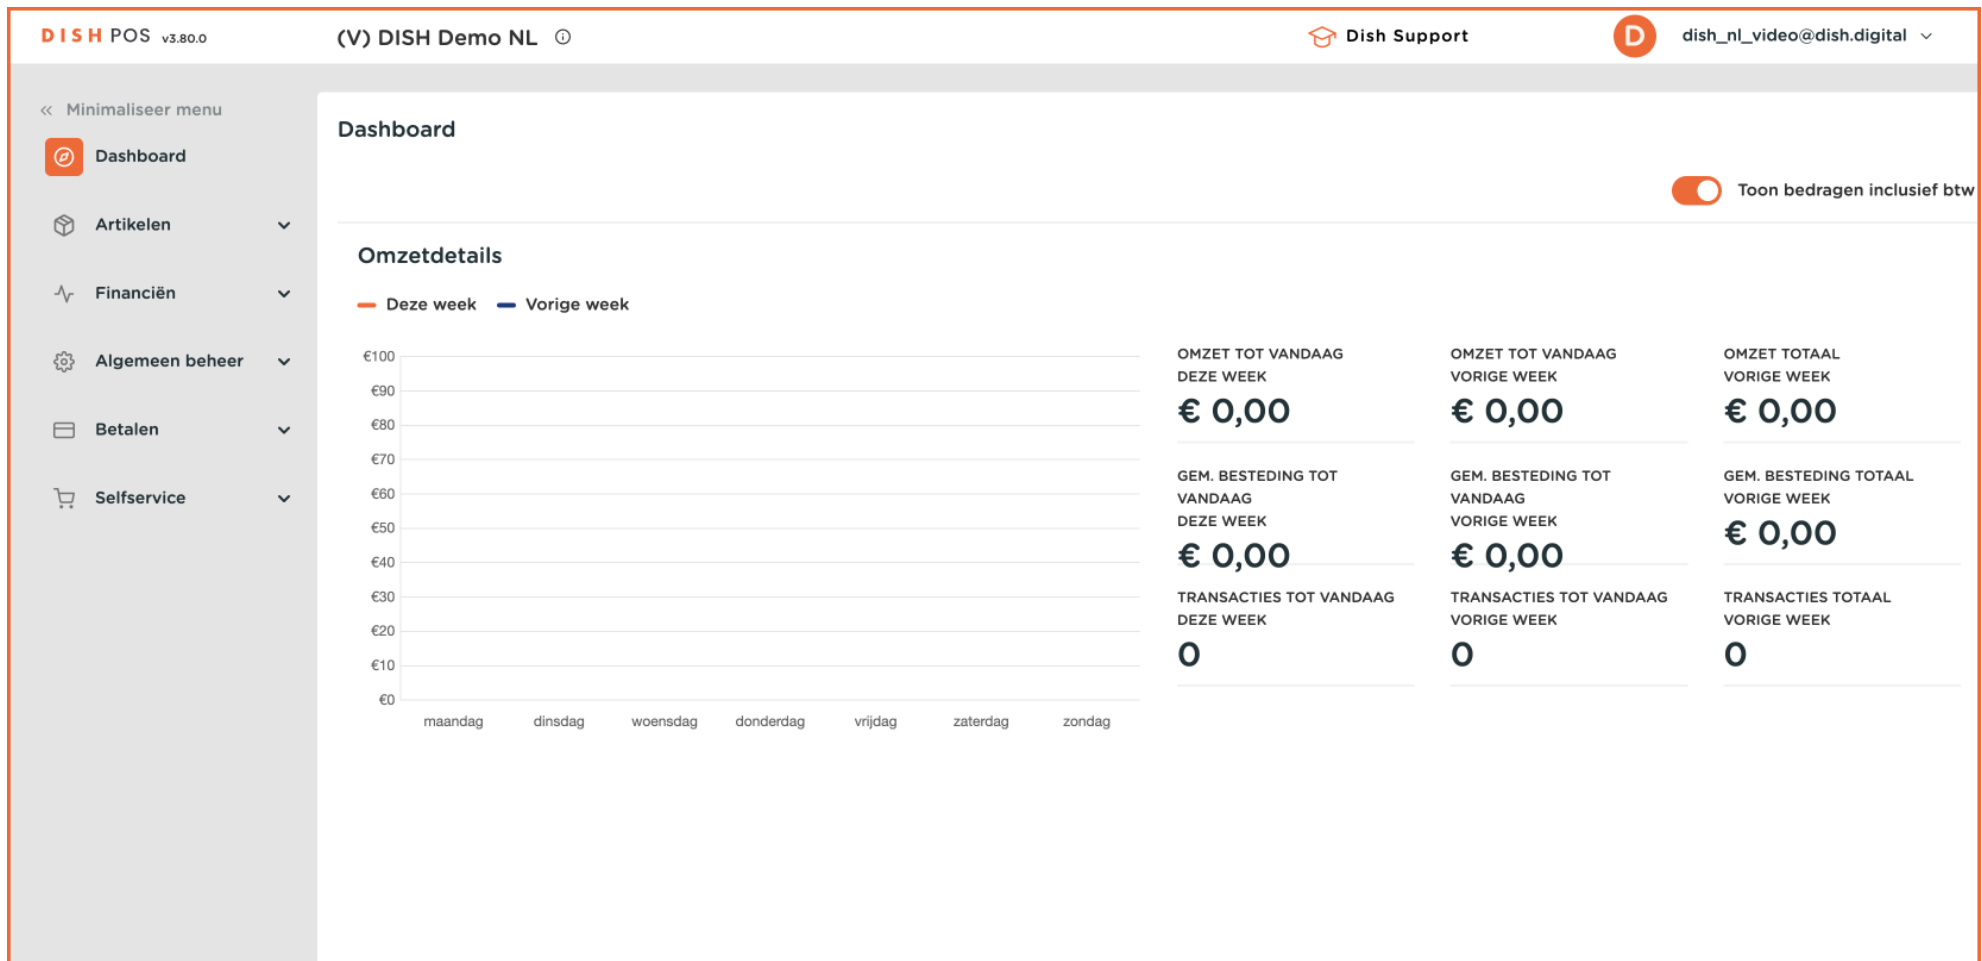 DISH POS v3.80.0
(V) DISH Demo NL
Dish Support
D
dish_nl_video@dish.digital
Minimaliseer menu
Dashboard
Artikelen
Financiën
Algemeen beheer
Betalen
Selfservice
Dashboard
Toon bedragen inclusief btw
Omzetdetails
Deze week
Vorige week
€100
€90
€80
€70
€60
€50
€40
€30
€20
€10
€0
maandag
dinsdag
woensdag
donderdag
vrijdag
zaterdag
zondag
OMZET TOT VANDAAG
DEZE WEEK
€ 0,00
OMZET TOT VANDAAG
VORIGE WEEK
€ 0,00
OMZET TOTAAL
VORIGE WEEK
€ 0,00
GEM. BESTEDING TOT
VANDAAG
DEZE WEEK
€ 0,00
GEM. BESTEDING TOT
VANDAAG
VORIGE WEEK
€ 0,00
GEM. BESTEDING TOTAAL
VORIGE WEEK
€ 0,00
TRANSACTIES TOT VANDAAG
DEZE WEEK
0
TRANSACTIES TOT VANDAAG
VORIGE WEEK
0
TRANSACTIES TOTAAL
VORIGE WEEK
0